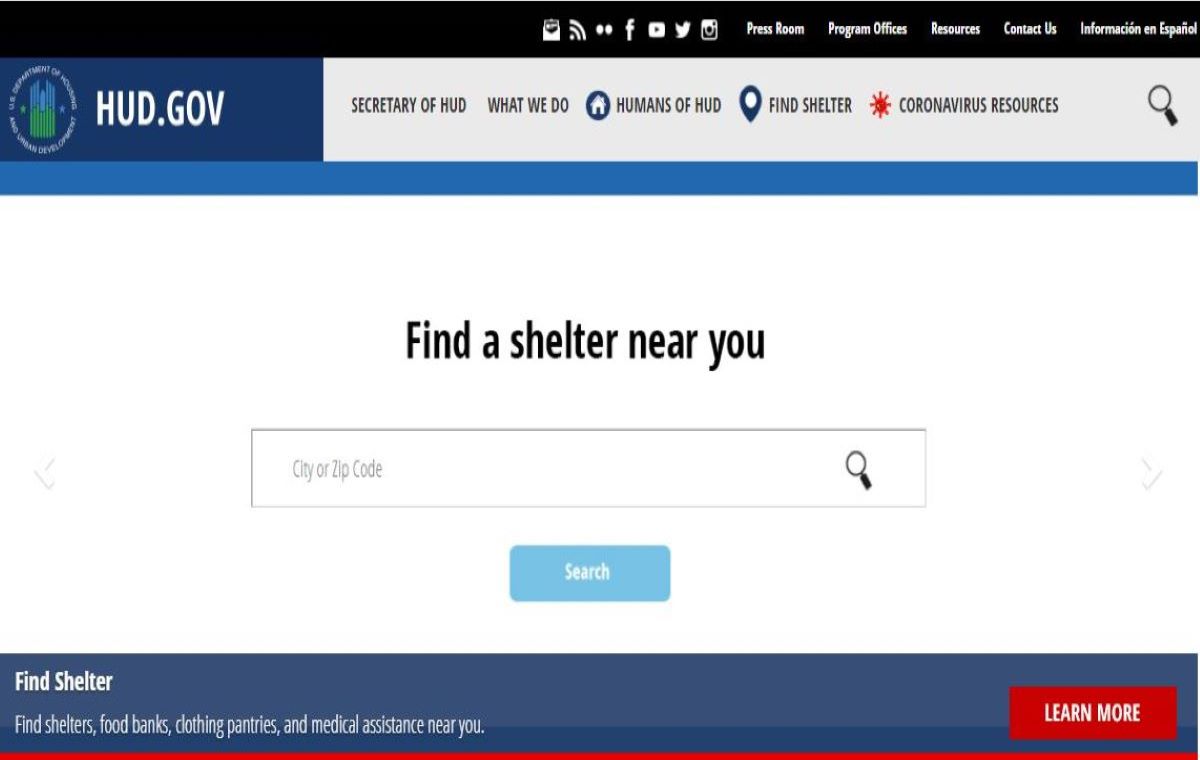 Press Room Program Offices Resources Contact Us Información en Español
U.S. DEPARTMENT OF HOUSING AND URBAN DEVELOPMENT
HUD.GOV
SECRETARY OF HUD WHAT WE DO HUMANS OF HUD FIND SHELTER CORONAVIRUS RESOURCES
Find a shelter near you
City or Zip Code
Search
Find Shelter
Find shelters, food banks, clothing pantries, and medical assistance near you.
LEARN MORE